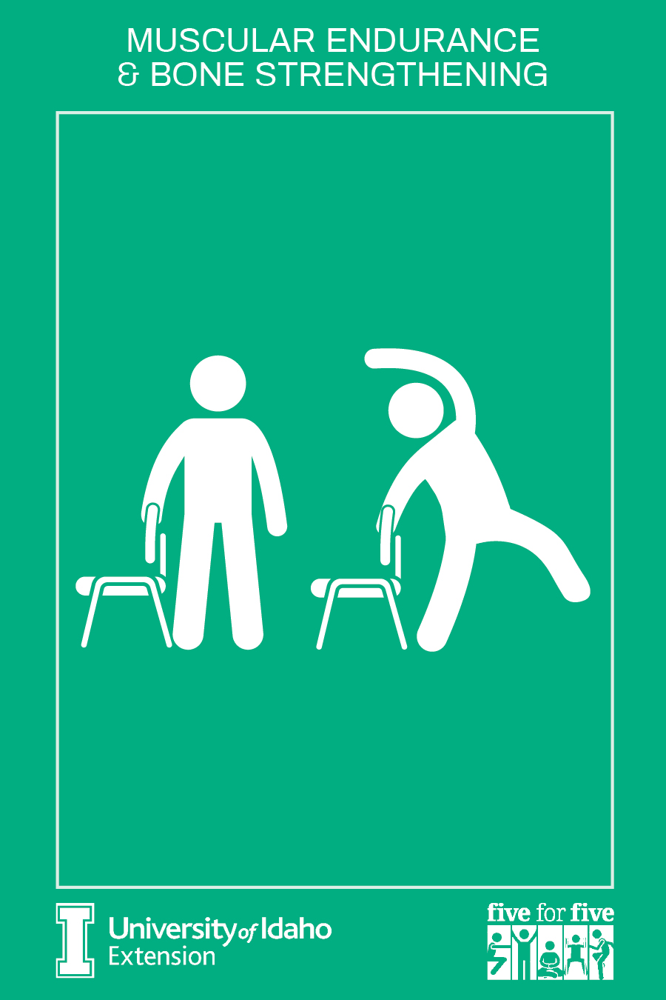 MUSCULAR ENDURANCE
& BONE STRENGTHENING
University of Idaho
Extension
five for five